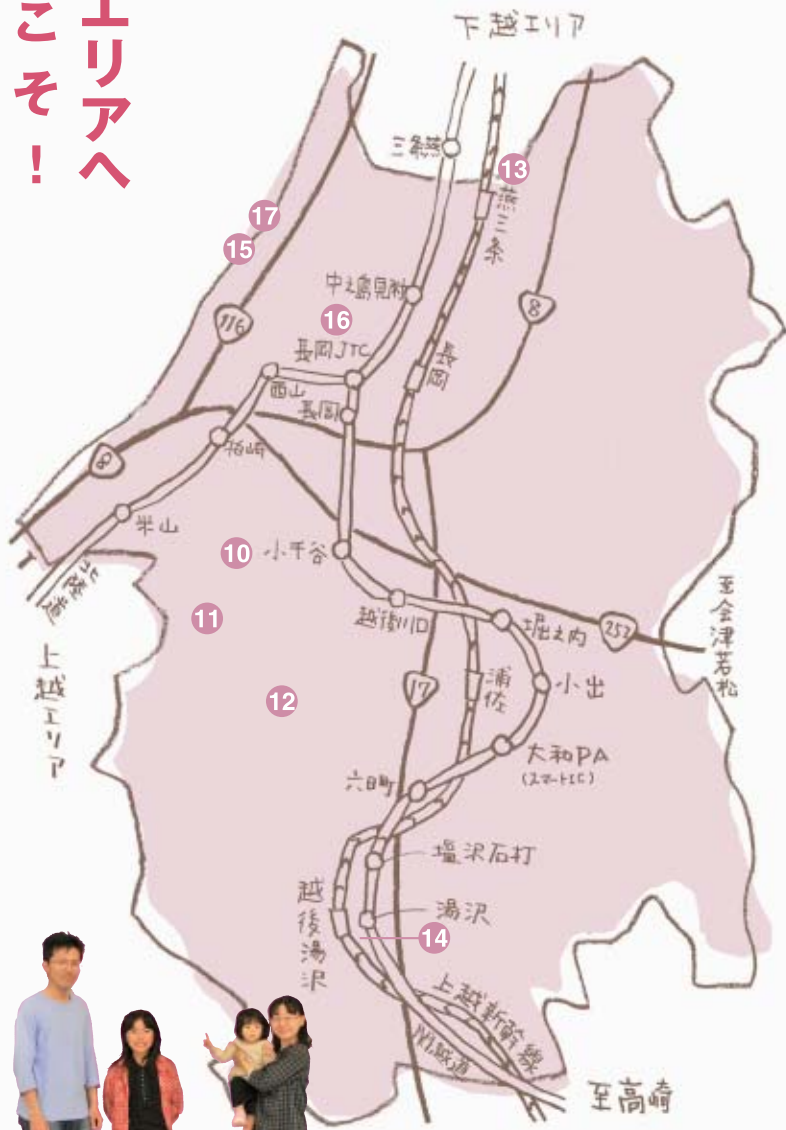 エリアへ
こそ！
下越エリア
三条燕
13
燕三条
17
15
中之島見附
8
116
16
長岡JTC
長岡
西山
長岡
柏崎
8
米山
10
小千谷
北陸道
越後川口
堀之内
252
至会津若松
11
上越エリア
12
17
浦佐
小出
大和PA
(スマートIC)
六日町
塩沢石打
越後湯沢
湯沢
14
上越新幹線
関越道
至高崎